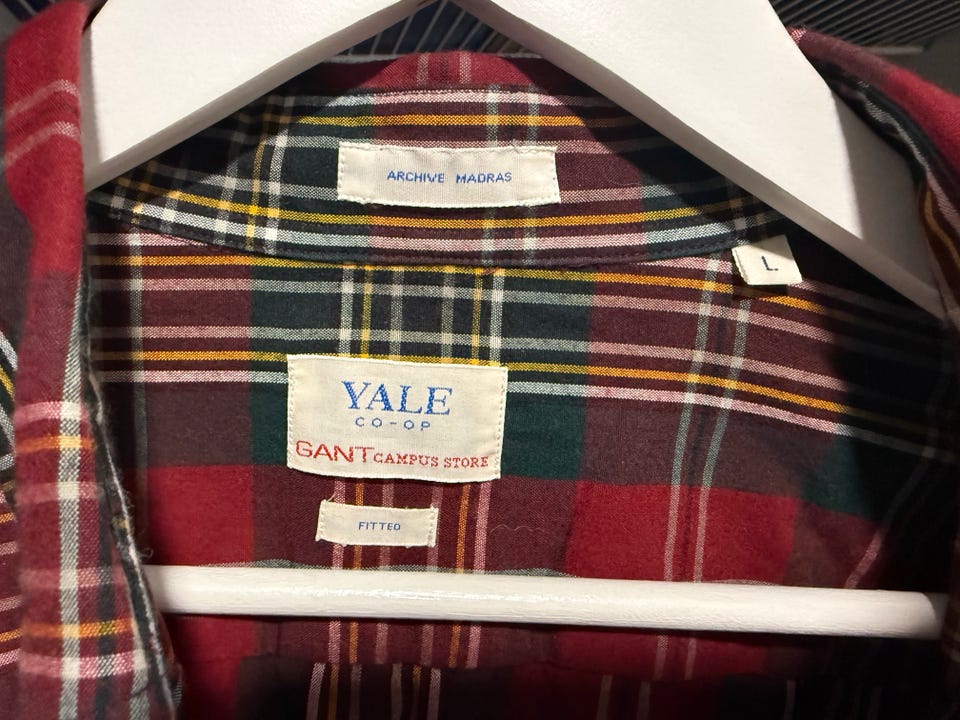 ARCHIVE MADRAS
L
YALE
CO-OP
GANT CAMPUS STORE
FITTED